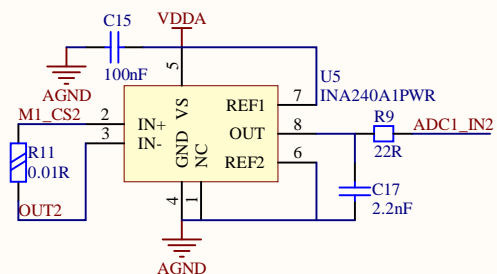 C15
VDDA
100nF
AGND
5
VS
U5
INA240A1PWR
7
REF1
M1_CS2
2
IN+
8
OUT
R9
ADC1_IN2
22R
3
IN-
R11
0.01R
6
REF2
GND
NC
C17
2.2nF
OUT2
4
1
AGND